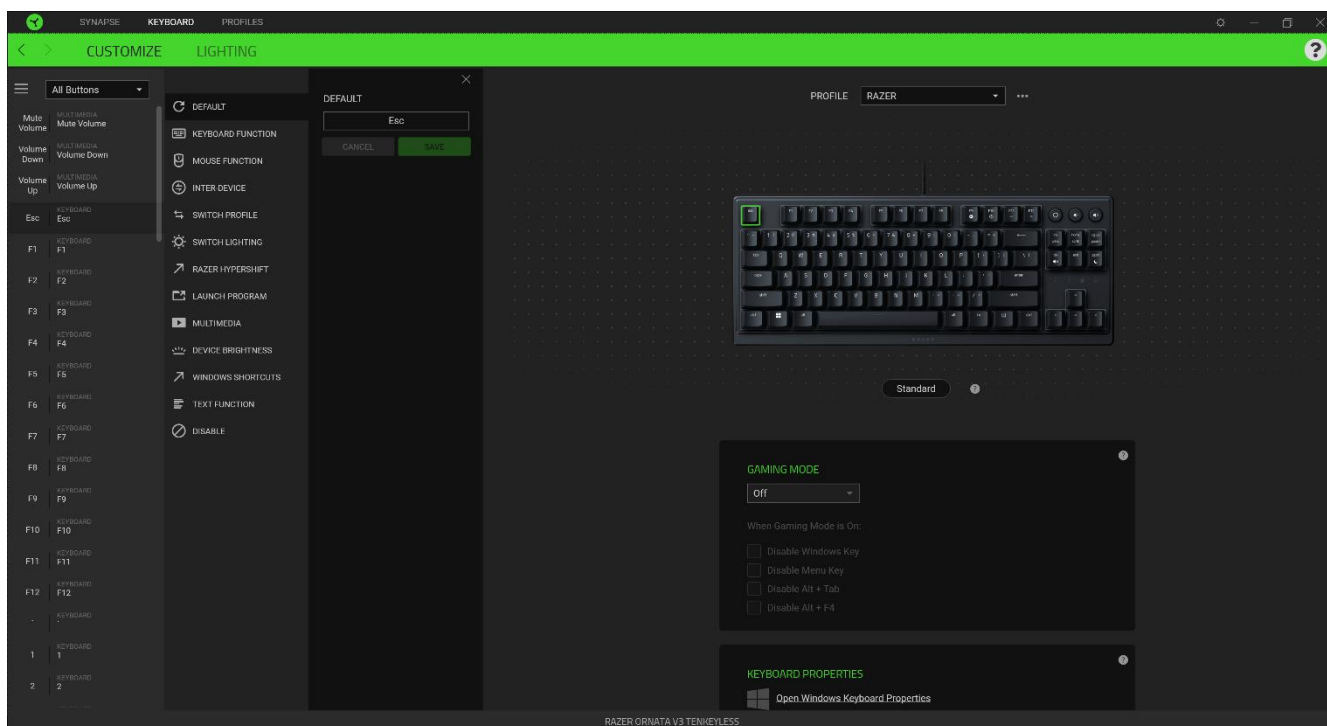 SYNAPSE KEYBOARD PROFILES
CUSTOMIZE LIGHTING
?
All Buttons
Mute Volume MULTIMEDIA Mute Volume
Volume Down MULTIMEDIA Volume Down
Volume Up MULTIMEDIA Volume Up
Esc KEYBOARD Esc
F1 KEYBOARD F1
F2 KEYBOARD F2
F3 KEYBOARD F3
F4 KEYBOARD F4
F5 KEYBOARD F5
F6 KEYBOARD F6
F7 KEYBOARD F7
F8 KEYBOARD F8
F9 KEYBOARD F9
F10 KEYBOARD F10
F11 KEYBOARD F11
F12 KEYBOARD F12
KEYBOARD
1 KEYBOARD 1
2 KEYBOARD 2
DEFAULT
KEYBOARD FUNCTION
MOUSE FUNCTION
INTER-DEVICE
SWITCH PROFILE
SWITCH LIGHTING
RAZER HYPERSHIFT
LAUNCH PROGRAM
MULTIMEDIA
DEVICE BRIGHTNESS
WINDOWS SHORTCUTS
TEXT FUNCTION
DISABLE
DEFAULT
Esc
CANCEL SAVE
PROFILE RAZER
Standard ?
GAMING MODE ?
Off
When Gaming Mode is On:
Disable Windows Key
Disable Menu Key
Disable Alt + Tab
Disable Alt + F4
KEYBOARD PROPERTIES ?
Open Windows Keyboard Properties
RAZER ORNATA V3 TENKEYLESS